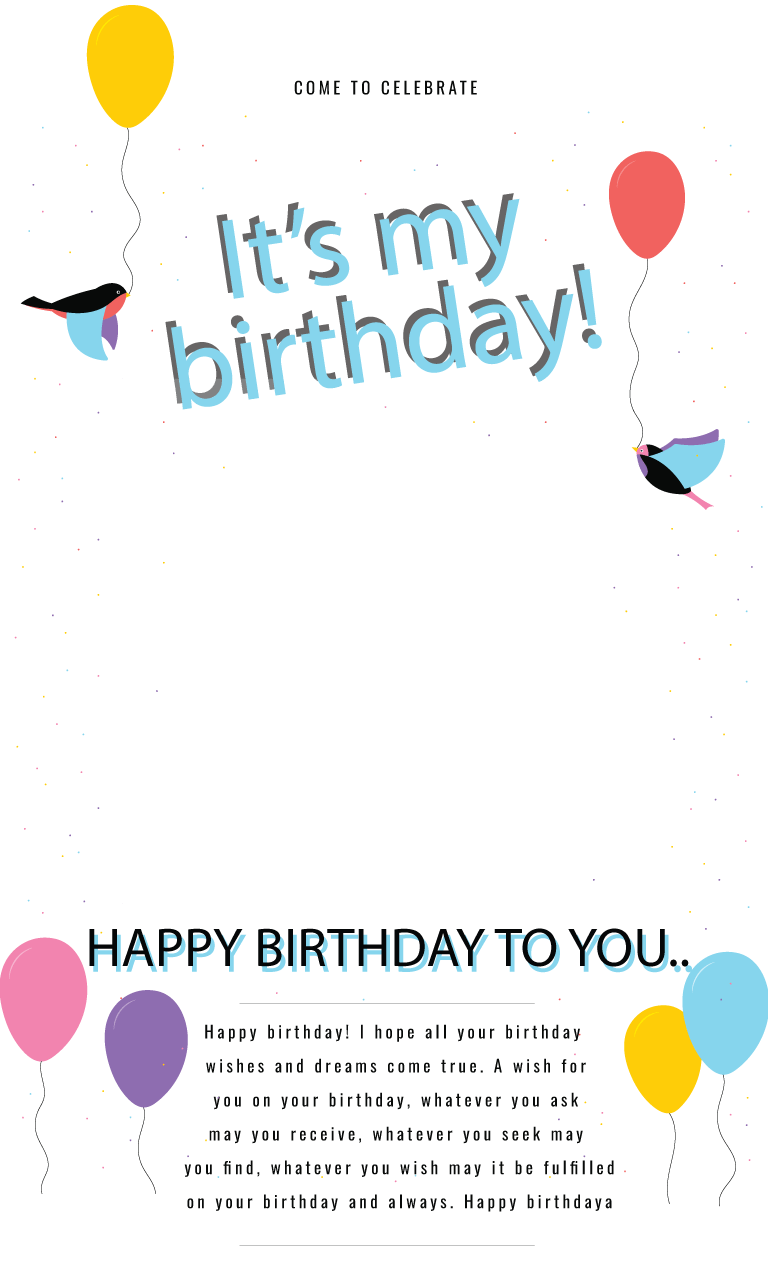 COME TO CELEBRATE
It's my
birthday!
HAPPY BIRTHDAY TO YOU..
Happy birthday! I hope all your birthday
wishes and dreams come true. A wish for
you on your birthday, whatever you ask
may you receive, whatever you seek may
you find, whatever you wish may it be fulfilled
on your birthday and always. Happy birthdaya